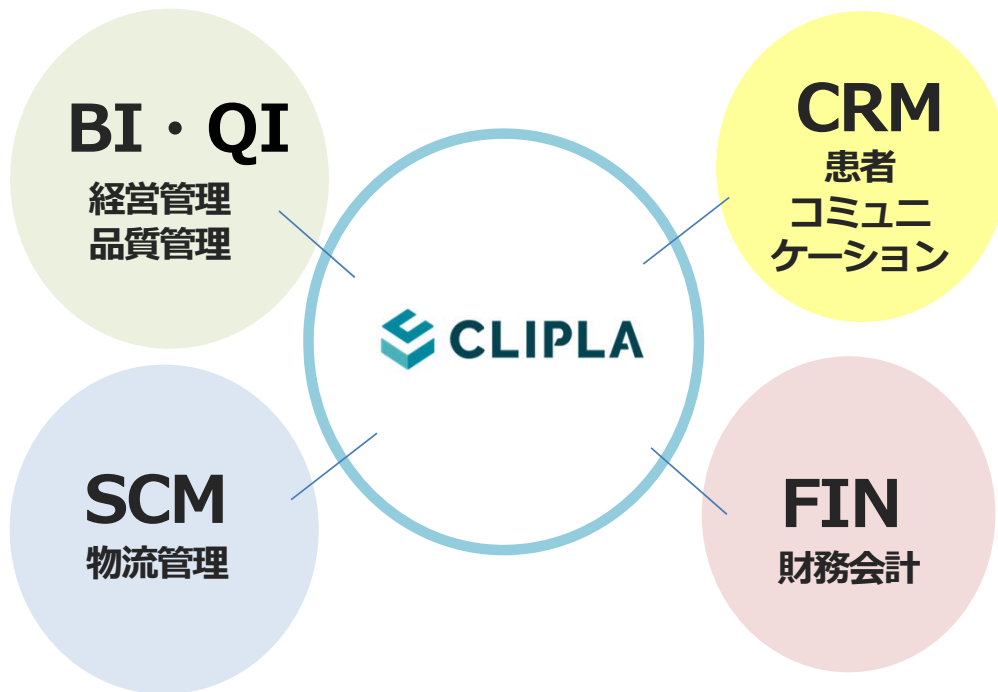 BI・QI
経営管理
品質管理
CRM
患者
コミュニ
ケーション
CLIPLA
SCM
物流管理
FIN
財務会計